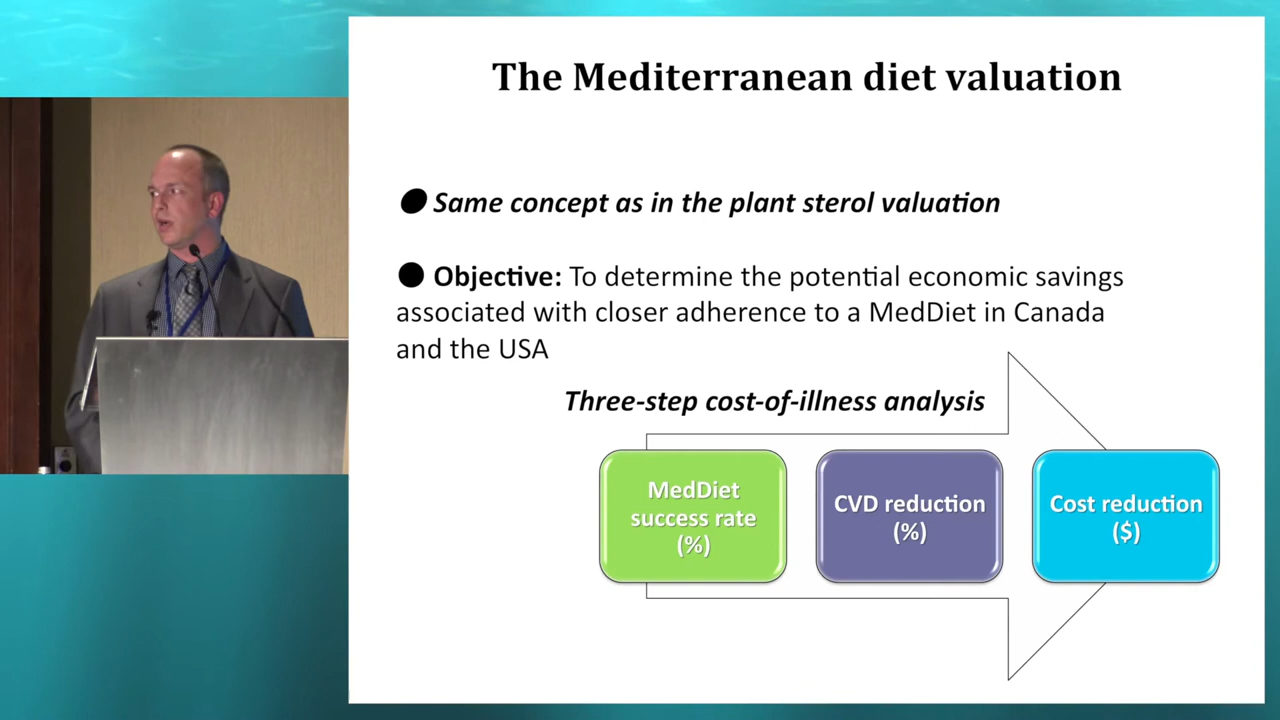 The Mediterranean diet valuation
● Same concept as in the plant sterol valuation
● Objective: To determine the potential economic savings
associated with closer adherence to a MedDiet in Canada
and the USA
Three-step cost-of-illness analysis
MedDiet
success rate
(%)
CVD reduction
(%)
Cost reduction
($)